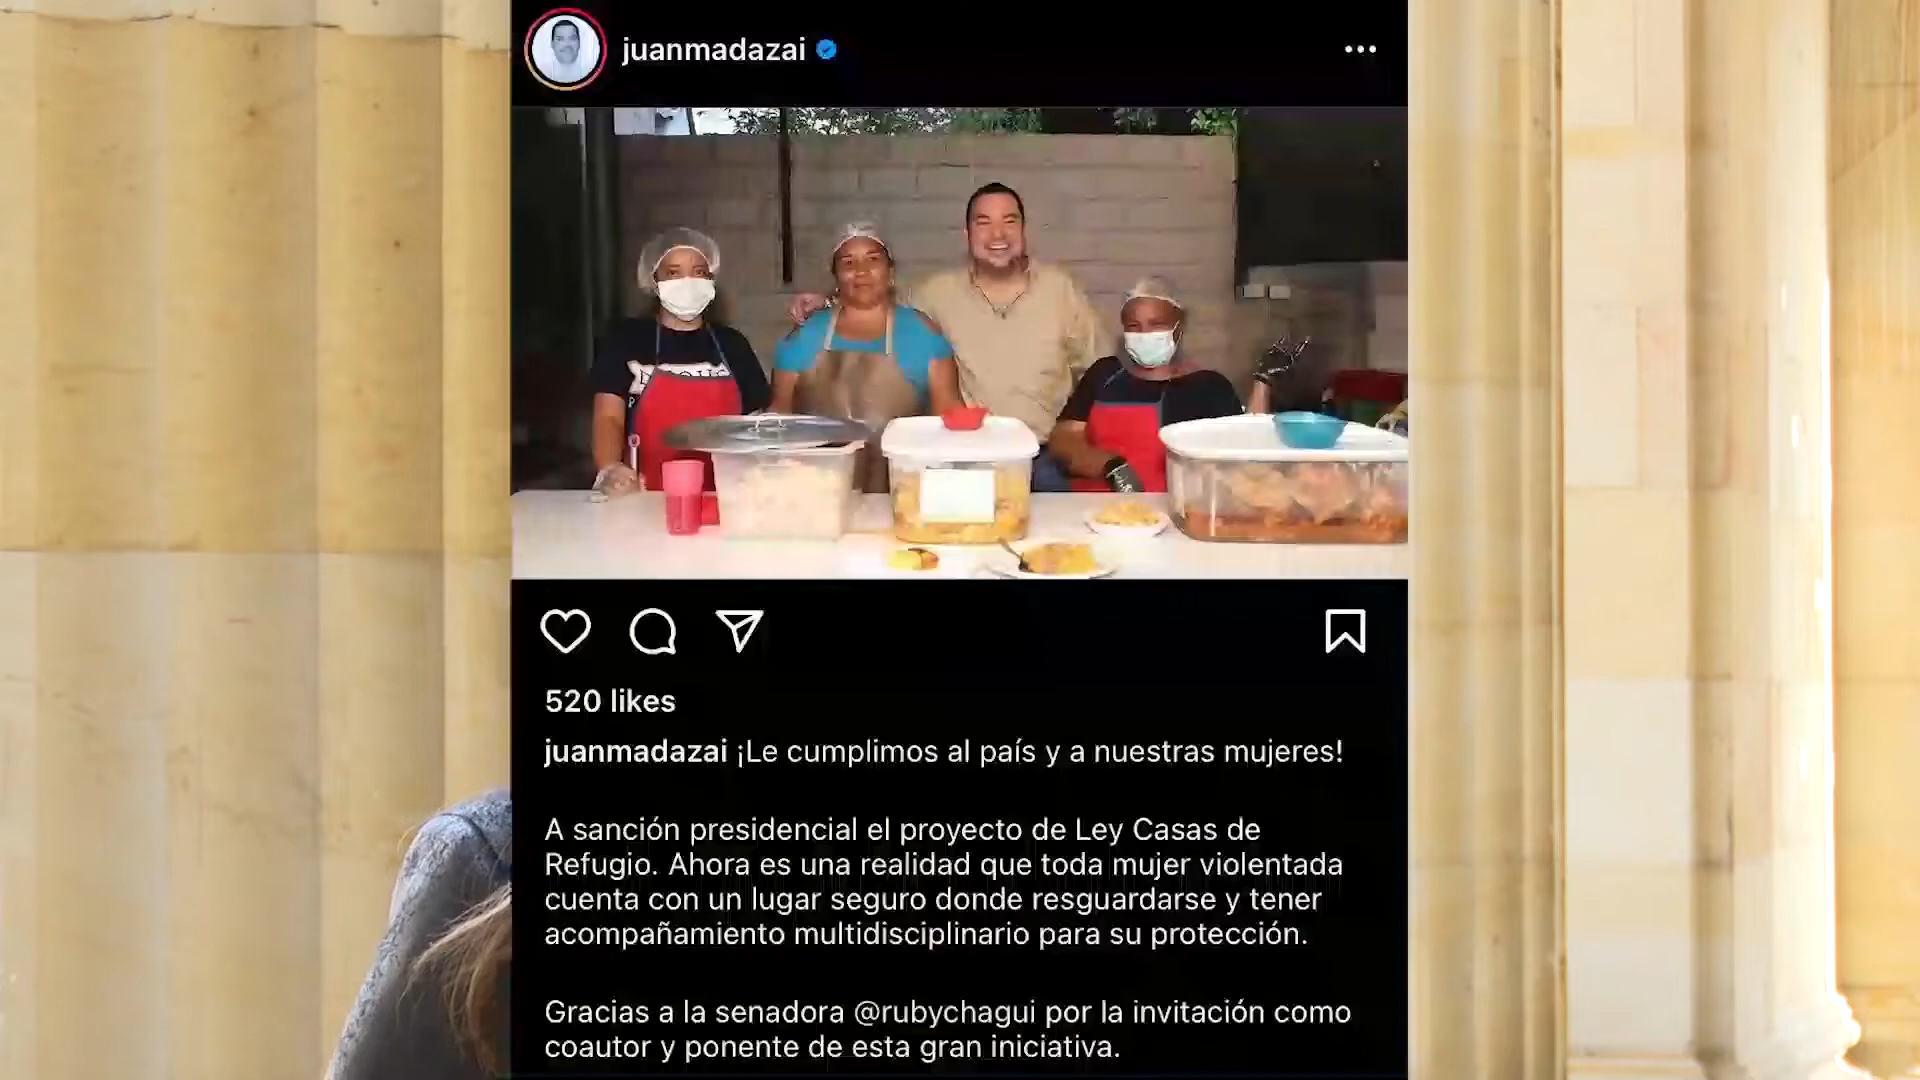 juanmadazai
520 likes
juanmadazai ¡Le cumplimos al país y a nuestras mujeres!
A sanción presidencial el proyecto de Ley Casas de
Refugio. Ahora es una realidad que toda mujer violentada
cuenta con un lugar seguro donde resguardarse y tener
acompañamiento multidisciplinario para su protección.
Gracias a la senadora @rubychagui por la invitación como
coautor y ponente de esta gran iniciativa.